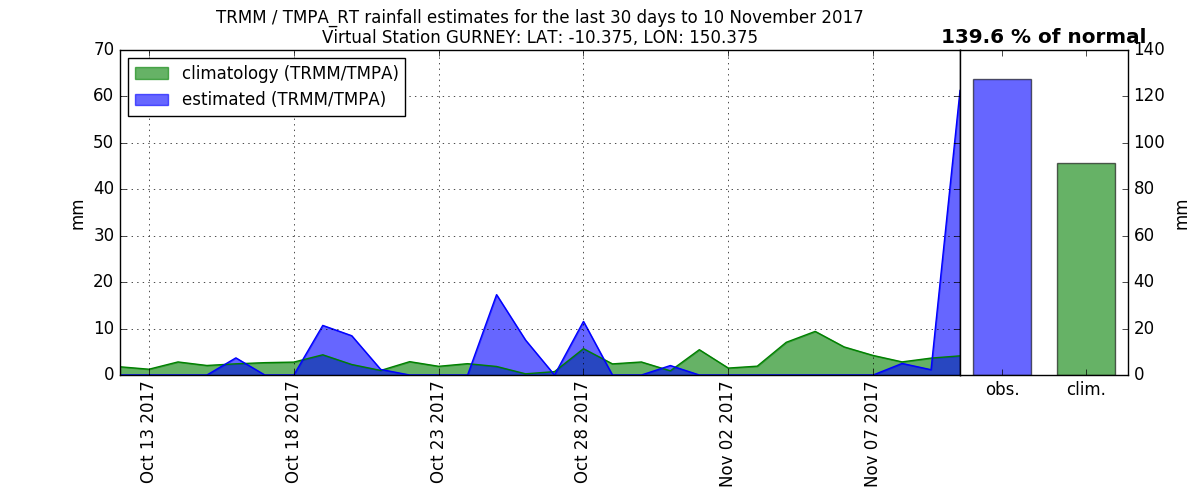 TRMM / TMPA_RT rainfall estimates for the last 30 days to 10 November 2017
Virtual Station GURNEY: LAT: -10.375, LON: 150.375
139.6 % of normal
climatology (TRMM/TMPA)
estimated (TRMM/TMPA)
mm
70
60
50
40
30
20
10
0
Oct 13 2017
Oct 18 2017
Oct 23 2017
Oct 28 2017
Nov 02 2017
Nov 07 2017
obs.
clim.
140
120
100
80
60
40
20
0
mm